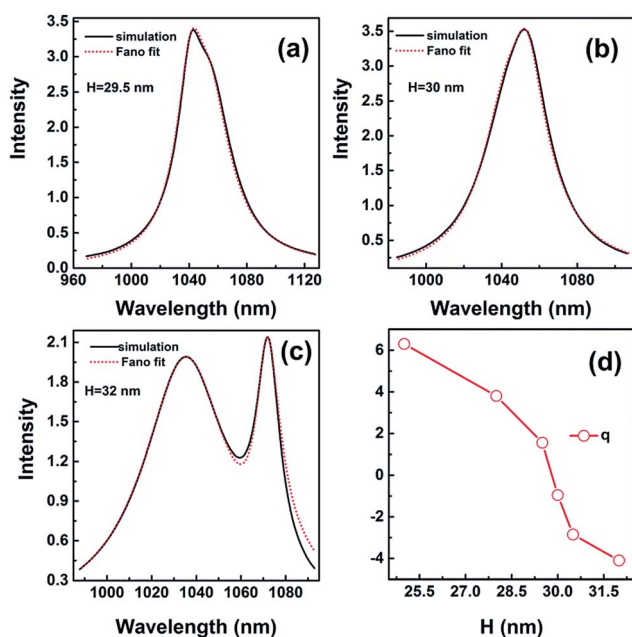 simulation
Fano fit
(a)
H=29.5 nm
Intensity
3.5
3.0
2.5
2.0
1.5
1.0
0.5
0.0
960 1000 1040 1080 1120
Wavelength (nm)
simulation
Fano fit
(b)
H=30 nm
Intensity
3.5
3.0
2.5
2.0
1.5
1.0
0.5
1000 1040 1080
Wavelength (nm)
simulation
Fano fit
(c)
H=32 nm
Intensity
2.1
1.8
1.5
1.2
0.9
0.6
0.3
1000 1020 1040 1060 1080
Wavelength (nm)
(d)
q
6
4
2
0
-2
-4
25.5 27.0 28.5 30.0 31.5
H (nm)